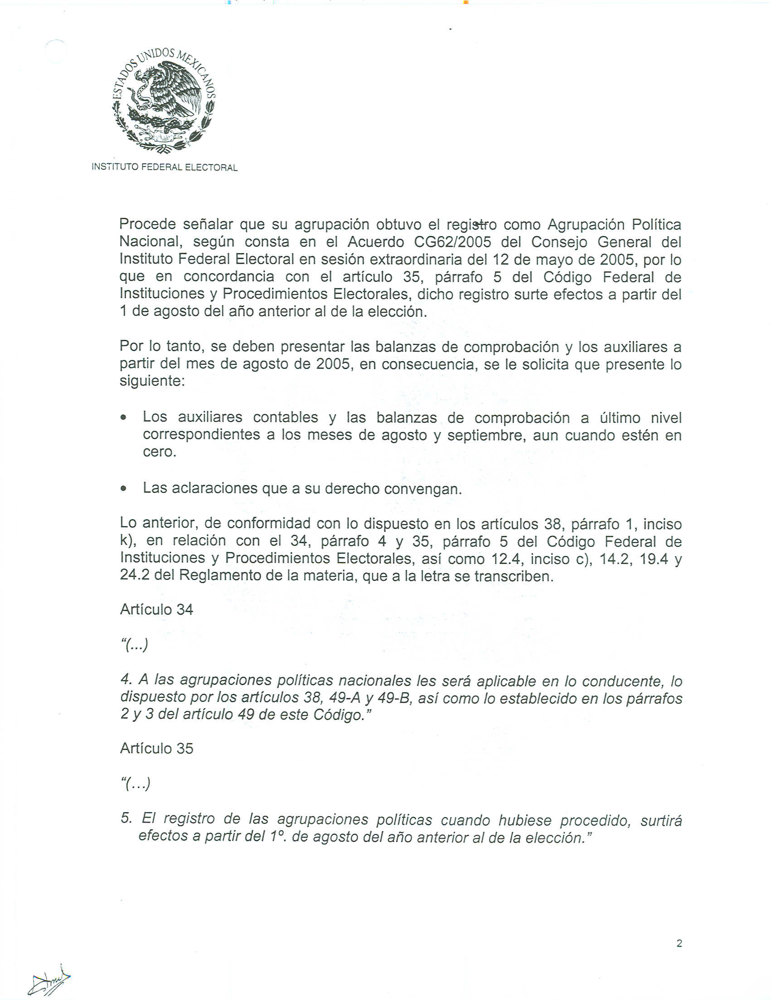 ESTADOS UNIDOS MEXICANOS
INSTITUTO FEDERAL ELECTORAL
Procede señalar que su agrupación obtuvo el registro como Agrupación Política
Nacional, según consta en el Acuerdo CG62/2005 del Consejo General del
Instituto Federal Electoral en sesión extraordinaria del 12 de mayo de 2005, por lo
que en concordancia con el artículo 35, párrafo 5 del Código Federal de
Instituciones y Procedimientos Electorales, dicho registro surte efectos a partir del
1 de agosto del año anterior al de la elección.
Por lo tanto, se deben presentar las balanzas de comprobación y los auxiliares a
partir del mes de agosto de 2005, en consecuencia, se le solicita que presente lo
siguiente:
• Los auxiliares contables y las balanzas de comprobación a último nivel
correspondientes a los meses de agosto y septiembre, aun cuando estén en
cero.
• Las aclaraciones que a su derecho convengan.
Lo anterior, de conformidad con lo dispuesto en los artículos 38, párrafo 1, inciso
k), en relación con el 34, párrafo 4 y 35, párrafo 5 del Código Federal de
Instituciones y Procedimientos Electorales, así como 12.4, inciso c), 14.2, 19.4 y
24.2 del Reglamento de la materia, que a la letra se transcriben.
Artículo 34
“(...)
4. A las agrupaciones políticas nacionales les será aplicable en lo conducente, lo
dispuesto por los artículos 38, 49-A y 49-B, así como lo establecido en los párrafos
2 y 3 del artículo 49 de este Código.”
Artículo 35
“(...)
5. El registro de las agrupaciones políticas cuando hubiese procedido, surtirá
efectos a partir del 1º. de agosto del año anterior al de la elección.”
2